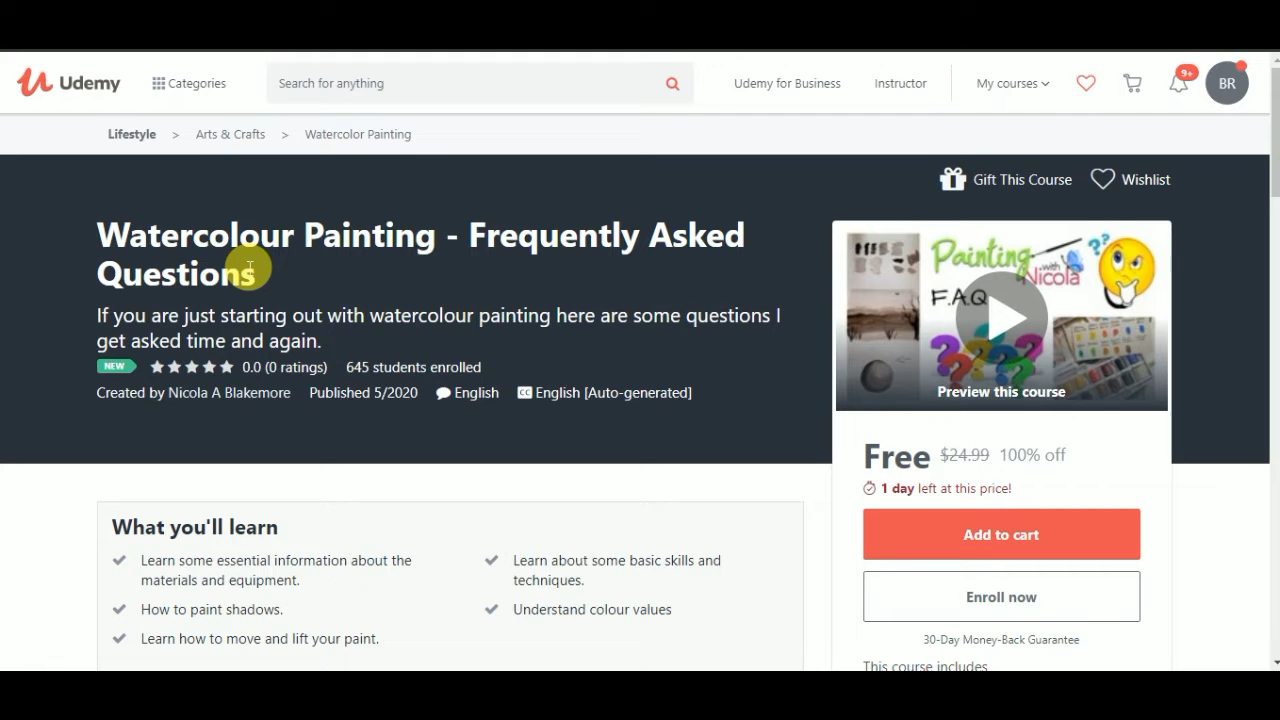 Udemy
Categories
Search for anything
Udemy for Business
Instructor
My courses
9+
BR
Lifestyle > Arts & Crafts > Watercolor Painting
Gift This Course
Wishlist
Watercolour Painting - Frequently Asked
Questions
If you are just starting out with watercolour painting here are some questions I
get asked time and again.
NEW 0.0 (0 ratings) 645 students enrolled
Created by Nicola A Blakemore Published 5/2020 English CC English [Auto-generated]
Painting
with
Nicola
F.A.Q
Preview this course
Free $24.99 100% off
1 day left at this price!
Add to cart
Enroll now
30-Day Money-Back Guarantee
This course includes
What you'll learn
Learn some essential information about the
materials and equipment.
How to paint shadows.
Learn how to move and lift your paint.
Learn about some basic skills and
techniques.
Understand colour values